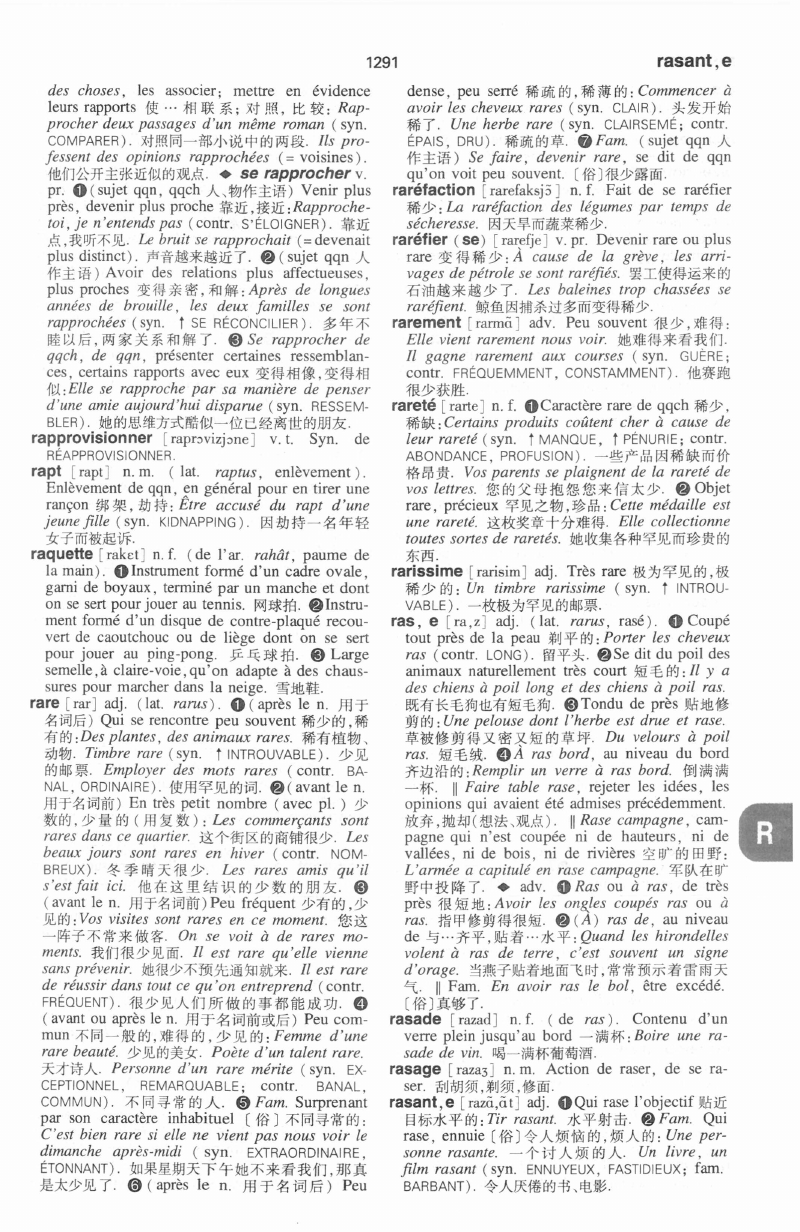 1291
rasant,e
des choses, les associer; mettre en évidence
leurs rapports 使 … 相联系; 对照, 比较: Rap-
procher deux passages d'un même roman (syn.
COMPARER). 对照同一部小说中的两段. Ils pro-
fessent des opinions rapprochées (= voisines).
他们公开主张近似的观点. ◆ se rapprocher v.
pr. ❶(sujet qqn, qqch 人、物作主语) Venir plus
près, devenir plus proche 靠近,接近:Rapproche-
toi, je n'entends pas (contr. S'ÉLOIGNER). 靠近
点,我听不见. Le bruit se rapprochait (=devenait
plus distinct). 声音越来越近了. ❷(sujet qqn 人
作主语) Avoir des relations plus affectueuses,
plus proches 变得亲密,和解:Après de longues
années de brouille, les deux familles se sont
rapprochées (syn. ↑ SE RÉCONCILIER). 多年不
睦以后,两家关系和解了. ❸ Se rapprocher de
qqch, de qqn, présenter certaines ressemblan-
ces, certains rapports avec eux 变得相像,变得相
似:Elle se rapproche par sa manière de penser
d'une amie aujourd'hui disparue (syn. RESSEM-
BLER). 她的思维方式酷似一位已经离世的朋友.
rapprovisionner [raprɔvizjɔne] v. t. Syn. de
RÉAPPROVISIONNER.
rapt [rapt] n. m. (lat. raptus, enlèvement).
Enlèvement de qqn, en général pour en tirer une
rançon 绑架,劫持: Être accusé du rapt d'une
jeune fille (syn. KIDNAPPING). 因劫持一名年轻
女子而被起诉.
raquette [rakɛt] n. f. (de l'ar. rahât, paume de
la main). ❶Instrument formé d'un cadre ovale,
garni de boyaux, terminé par un manche et dont
on se sert pour jouer au tennis. 网球拍. ❷Instru-
ment formé d'un disque de contre-plaqué recou-
vert de caoutchouc ou de liège dont on se sert
pour jouer au ping-pong. 乒乓球拍. ❸ Large
semelle,à claire-voie,qu'on adapte à des chaus-
sures pour marcher dans la neige. 雪地鞋.
rare [rar] adj. (lat. rarus). ❶(après le n. 用于
名词后) Qui se rencontre peu souvent 稀少的,稀
有的:Des plantes, des animaux rares. 稀有植物、
动物. Timbre rare (syn. ↑ INTROUVABLE). 少见
的邮票. Employer des mots rares (contr. BA-
NAL, ORDINAIRE). 使用罕见的词. ❷(avant le n.
用于名词前) En très petit nombre (avec pl.) 少
数的,少量的(用复数): Les commerçants sont
rares dans ce quartier. 这个街区的商铺很少. Les
beaux jours sont rares en hiver (contr. NOM-
BREUX). 冬季晴天很少. Les rares amis qu'il
s'est fait ici. 他在这里结识的少数的朋友. ❸
(avant le n. 用于名词前)Peu fréquent 少有的,少
见的:Vos visites sont rares en ce moment. 您这
一阵子不常来做客. On se voit à de rares mo-
ments. 我们很少见面. Il est rare qu'elle vienne
sans prévenir. 她很少不预先通知就来. Il est rare
de réussir dans tout ce qu'on entreprend (contr.
FRÉQUENT). 很少见人们所做的事都能成功. ❹
(avant ou après le n. 用于名词前或后) Peu com-
mun 不同一般的,难得的,少见的:Femme d'une
rare beauté. 少见的美女. Poète d'un talent rare.
天才诗人. Personne d'un rare mérite (syn. EX-
CEPTIONNEL, REMARQUABLE; contr. BANAL,
COMMUN). 不同寻常的人. ❺ Fam. Surprenant
par son caractère inhabituel [俗] 不同寻常的:
C'est bien rare si elle ne vient pas nous voir le
dimanche après-midi (syn. EXTRAORDINAIRE,
ÉTONNANT). 如果星期天下午她不来看我们,那真
是太少见了. ❻(après le n. 用于名词后) Peu
dense, peu serré 稀疏的,稀薄的:Commencer à
avoir les cheveux rares (syn. CLAIR). 头发开始
稀了. Une herbe rare (syn. CLAIRSEMÉ; contr.
ÉPAIS, DRU). 稀疏的草. ❼ Fam. (sujet qqn 人
作主语) Se faire, devenir rare, se dit de qqn
qu'on voit peu souvent. [俗]很少露面.
raréfaction [rarefaksjɔ̃] n. f. Fait de se raréfier
稀少:La raréfaction des légumes par temps de
sécheresse. 因天旱而蔬菜稀少.
raréfier (se) [rarefje] v. pr. Devenir rare ou plus
rare 变得稀少:À cause de la grève, les arri-
vages de pétrole se sont raréfiés. 罢工使得运来的
石油越来越少了. Les baleines trop chassées se
raréfient. 鲸鱼因捕杀过多而变得稀少.
rarement [rarmɑ̃] adv. Peu souvent 很少,难得:
Elle vient rarement nous voir. 她难得来看我们.
Il gagne rarement aux courses (syn. GUÈRE;
contr. FRÉQUEMMENT, CONSTAMMENT). 他赛跑
很少获胜.
rareté [rarte] n. f. ❶Caractère rare de qqch 稀少,
稀缺:Certains produits coûtent cher à cause de
leur rareté (syn. ↑ MANQUE, ↑ PÉNURIE; contr.
ABONDANCE, PROFUSION). 一些产品因稀缺而价
格昂贵. Vos parents se plaignent de la rareté de
vos lettres. 您的父母抱怨您来信太少. ❷ Objet
rare, précieux 罕见之物,珍品:Cette médaille est
une rareté. 这枚奖章十分难得. Elle collectionne
toutes sortes de raretés. 她收集各种罕见而珍贵的
东西.
rarissime [rarisim] adj. Très rare 极为罕见的,极
稀少的: Un timbre rarissime (syn. ↑ INTROU-
VABLE). 一枚极为罕见的邮票.
ras, e [ra,z] adj. (lat. rarus, rasé). ❶ Coupé
tout près de la peau 剃平的:Porter les cheveux
ras (contr. LONG). 留平头. ❷Se dit du poil des
animaux naturellement très court 短毛的:Il y a
des chiens à poil long et des chiens à poil ras.
既有长毛狗也有短毛狗. ❸Tondu de près 贴地修
剪的:Une pelouse dont l'herbe est drue et rase.
草被修剪得又密又短的草坪. Du velours à poil
ras. 短毛绒. ❹À ras bord, au niveau du bord
齐边沿的:Remplir un verre à ras bord. 倒满满
一杯. ‖ Faire table rase, rejeter les idées, les
opinions qui avaient été admises précédemment.
放弃,抛却(想法、观点). ‖ Rase campagne, cam-
pagne qui n'est coupée ni de hauteurs, ni de
vallées, ni de bois, ni de rivières 空旷的田野:
L'armée a capitulé en rase campagne. 军队在旷
野中投降了. ◆ adv. ❶ Ras ou à ras, de très
près 很短地:Avoir les ongles coupés ras ou à
ras. 指甲修剪得很短. ❷(À) ras de, au niveau
de 与…齐平,贴着…水平:Quand les hirondelles
volent à ras de terre, c'est souvent un signe
d'orage. 当燕子贴着地面飞时,常常预示着雷雨天
气. ‖ Fam. En avoir ras le bol, être excédé.
[俗]真够了.
rasade [razad] n. f. (de ras). Contenu d'un
verre plein jusqu'au bord 一满杯:Boire une ra-
sade de vin. 喝一满杯葡萄酒.
rasage [razaʒ] n. m. Action de raser, de se ra-
ser. 刮胡须,剃须,修面.
rasant,e [razɑ̃,ɑ̃t] adj. ❶Qui rase l'objectif 贴近
目标水平的:Tir rasant. 水平射击. ❷ Fam. Qui
rase, ennuie [俗]令人烦恼的,烦人的: Une per-
sonne rasante. 一个讨人烦的人. Un livre, un
film rasant (syn. ENNUYEUX, FASTIDIEUX; fam.
BARBANT). 令人厌倦的书、电影.
R